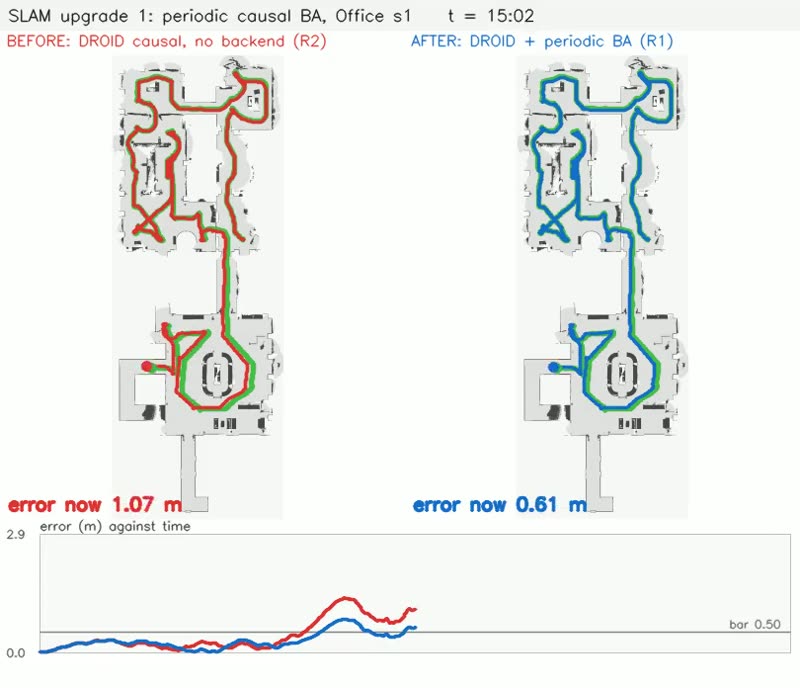 SLAM upgrade 1: periodic causal BA, Office s1 t = 15:02
BEFORE: DROID causal, no backend (R2)
AFTER: DROID + periodic BA (R1)
error now 1.07 m
error now 0.61 m
error (m) against time
2.9
bar 0.50
0.0